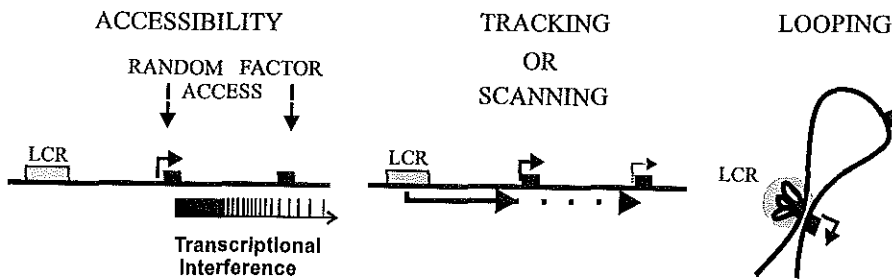 ACCESSIBILITY
RANDOM FACTOR
ACCESS
LCR
Transcriptional
Interference
TRACKING
OR
SCANNING
LCR
LOOPING
LCR